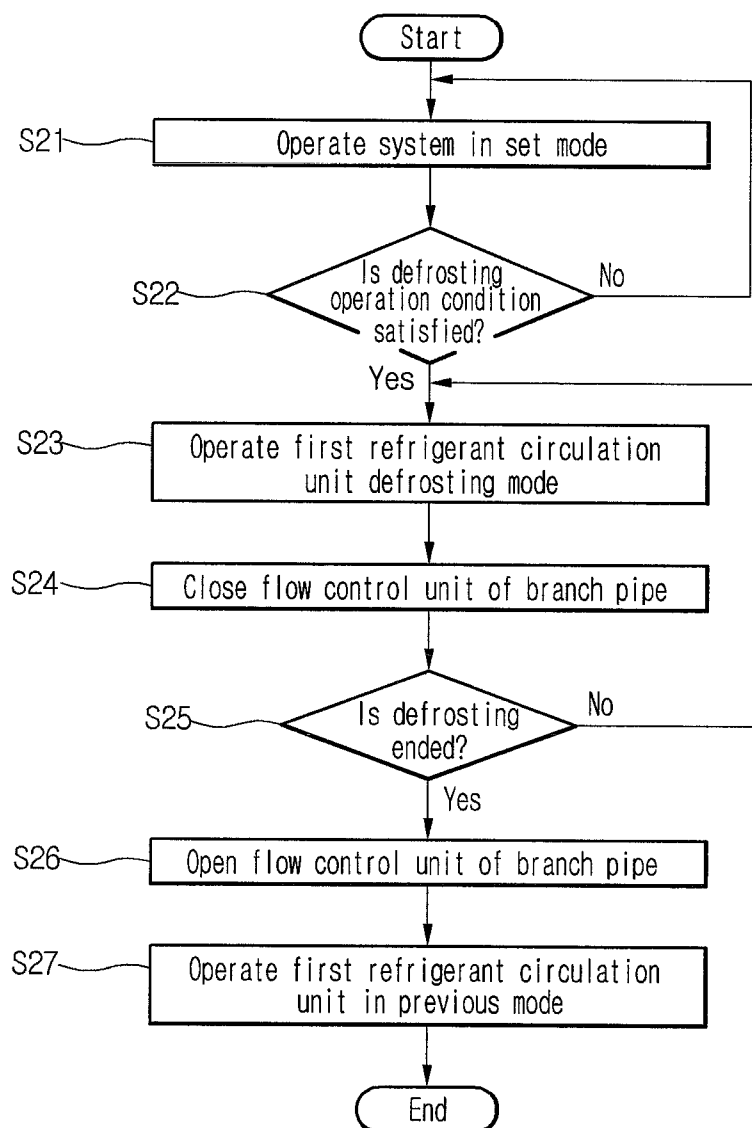 Start
S21
Operate system in set mode
S22
Is defrosting
operation condition
satisfied?
No
Yes
S23
Operate first refrigerant circulation
unit defrosting mode
S24
Close flow control unit of branch pipe
S25
Is defrosting
ended?
No
Yes
S26
Open flow control unit of branch pipe
S27
Operate first refrigerant circulation
unit in previous mode
End